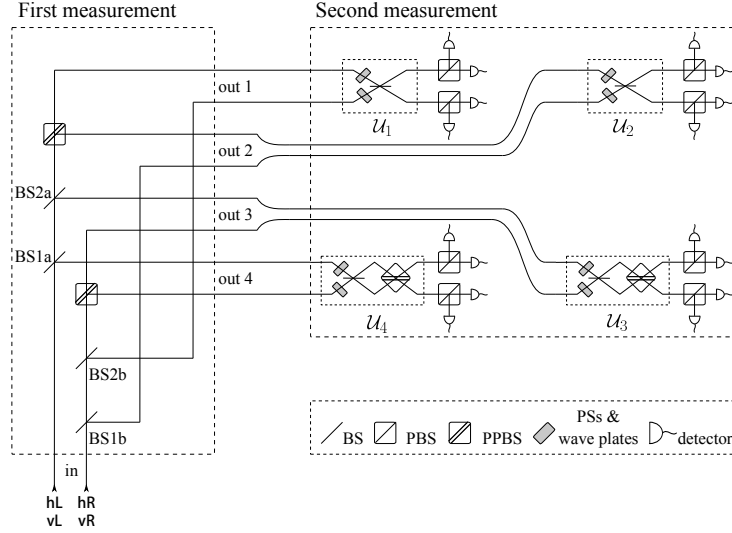 First measurement
Second measurement
out 1
𝒰₁
𝒰₂
out 2
BS2a
out 3
BS1a
out 4
𝒰₄
𝒰₃
BS2b
BS1b
PSs &
BS PBS PPBS wave plates detector
in
hL hR
vL vR